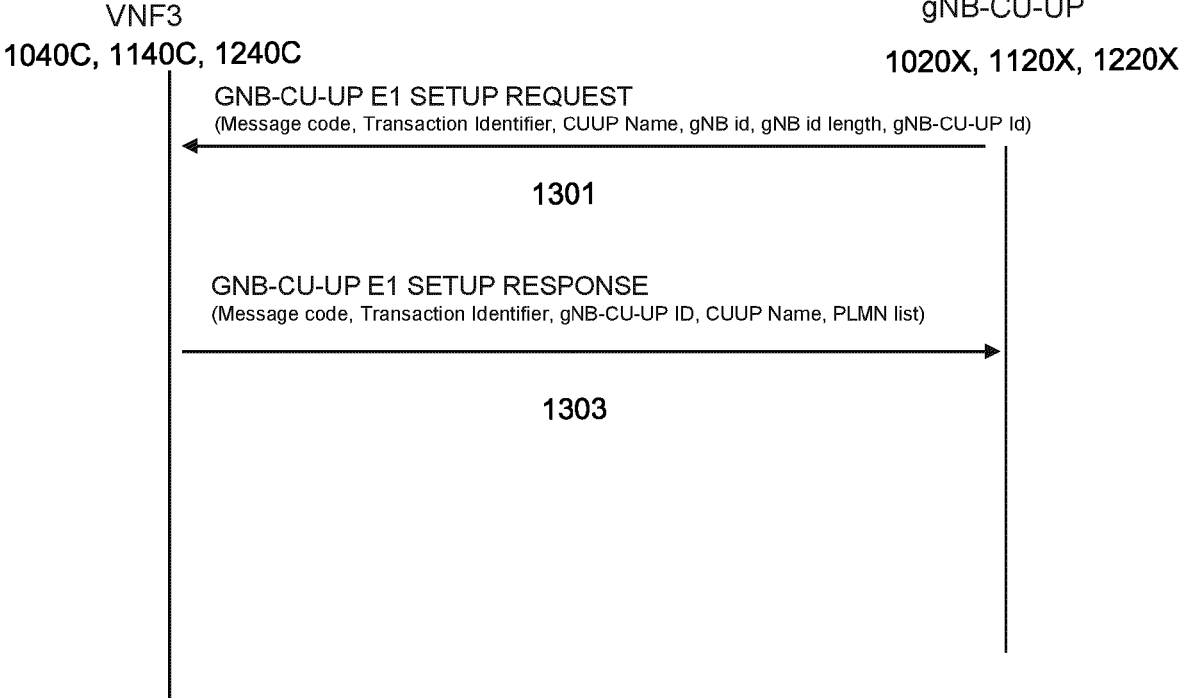 VNF3
gNB-CU-UP
1040C, 1140C, 1240C
1020X, 1120X, 1220X
GNB-CU-UP E1 SETUP REQUEST
(Message code, Transaction Identifier, CUUP Name, gNB id, gNB id length, gNB-CU-UP Id)
1301
GNB-CU-UP E1 SETUP RESPONSE
(Message code, Transaction Identifier, gNB-CU-UP ID, CUUP Name, PLMN list)
1303